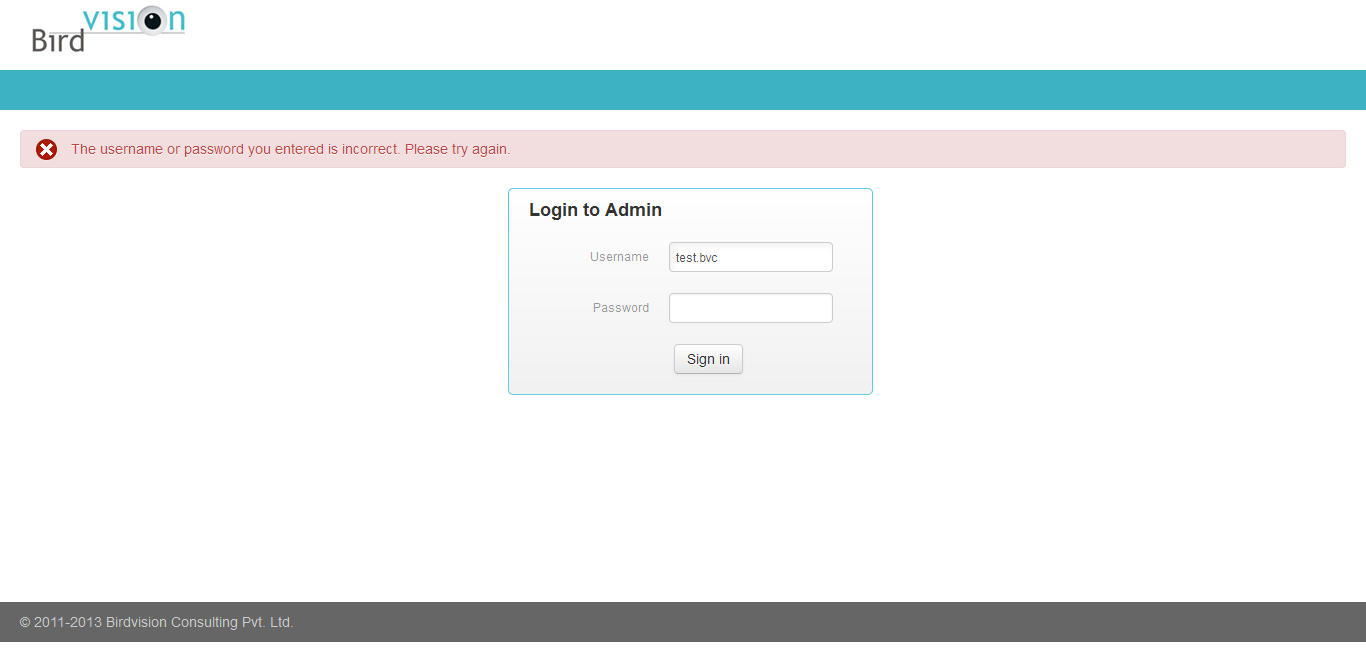 Bird vision
The username or password you entered is incorrect. Please try again.
Login to Admin
Username test.bvc
Password
Sign in
© 2011-2013 Birdvision Consulting Pvt. Ltd.